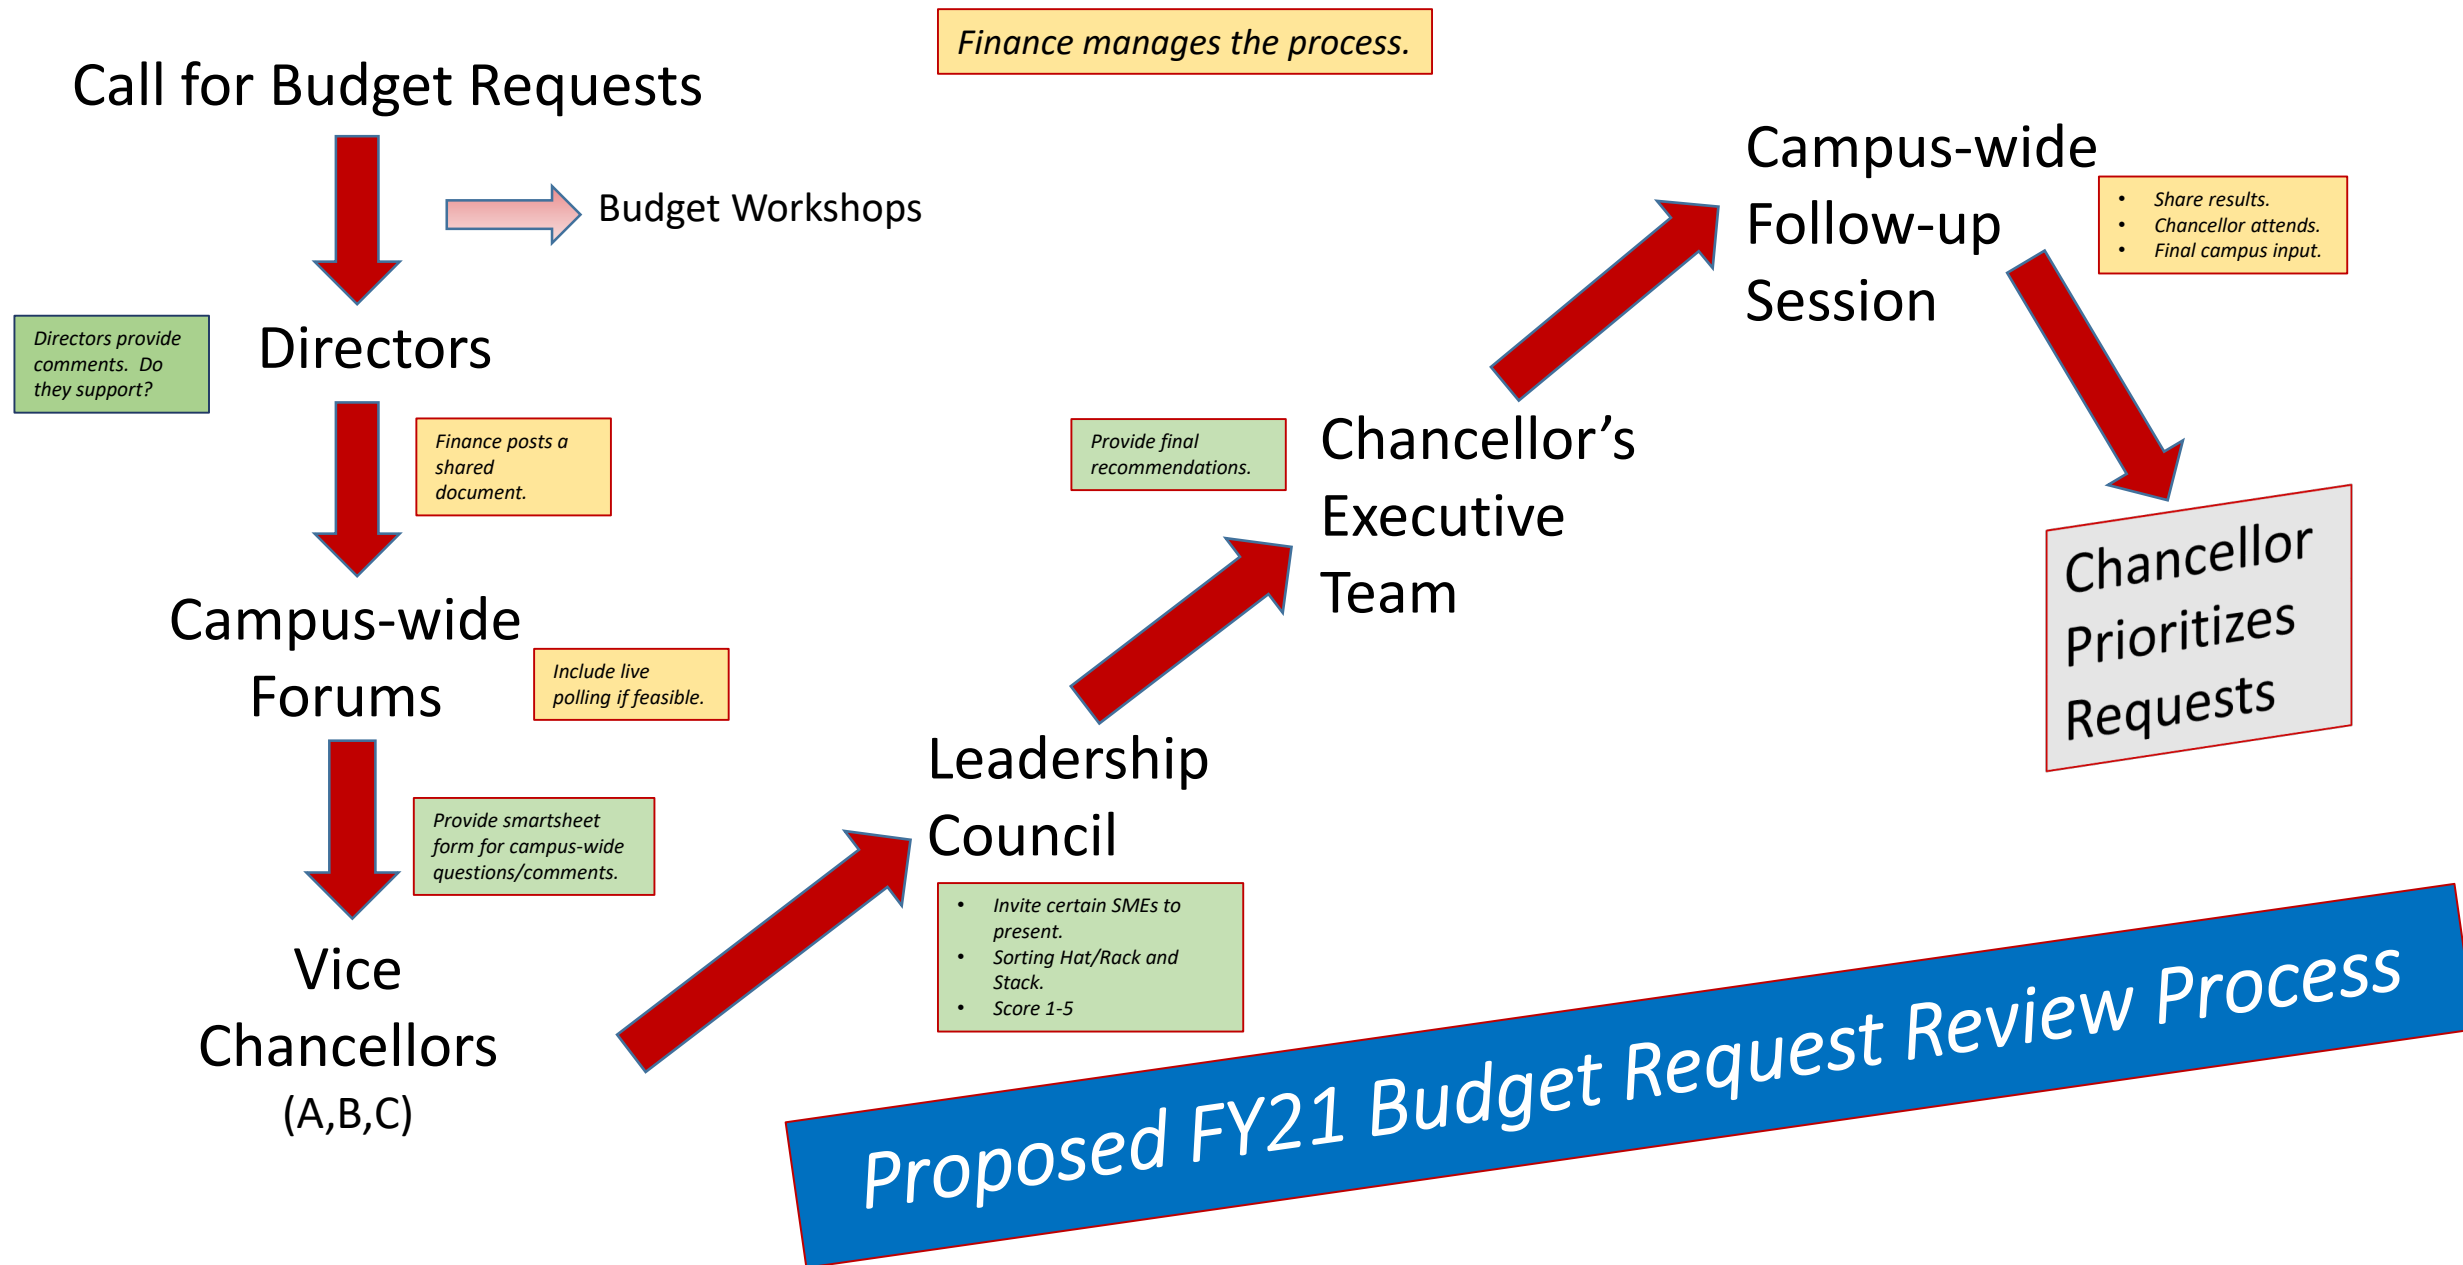 Finance manages the process.
Call for Budget Requests
Budget Workshops
Directors provide
comments.  Do
they support?
Directors
Finance posts a
shared
document.
Campus-wide
Forums
Include live
polling if feasible.
Provide smartsheet
form for campus-wide
questions/comments.
Vice
Chancellors
(A,B,C)
Leadership
Council
• Invite certain SMEs to
present.
• Sorting Hat/Rack and
Stack.
• Score 1-5
Provide final
recommendations.
Chancellor’s
Executive
Team
Campus-wide
Follow-up
Session
• Share results.
• Chancellor attends.
• Final campus input.
Chancellor
Prioritizes
Requests
Proposed FY21 Budget Request Review Process